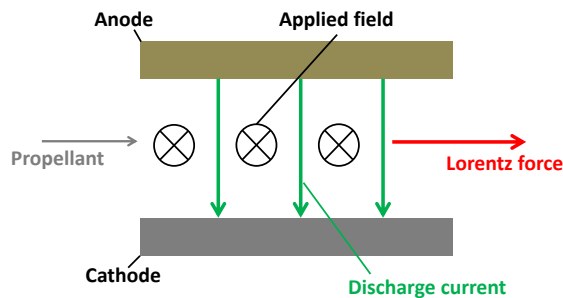 Anode
Applied field
Propellant
Lorentz force
Cathode
Discharge current